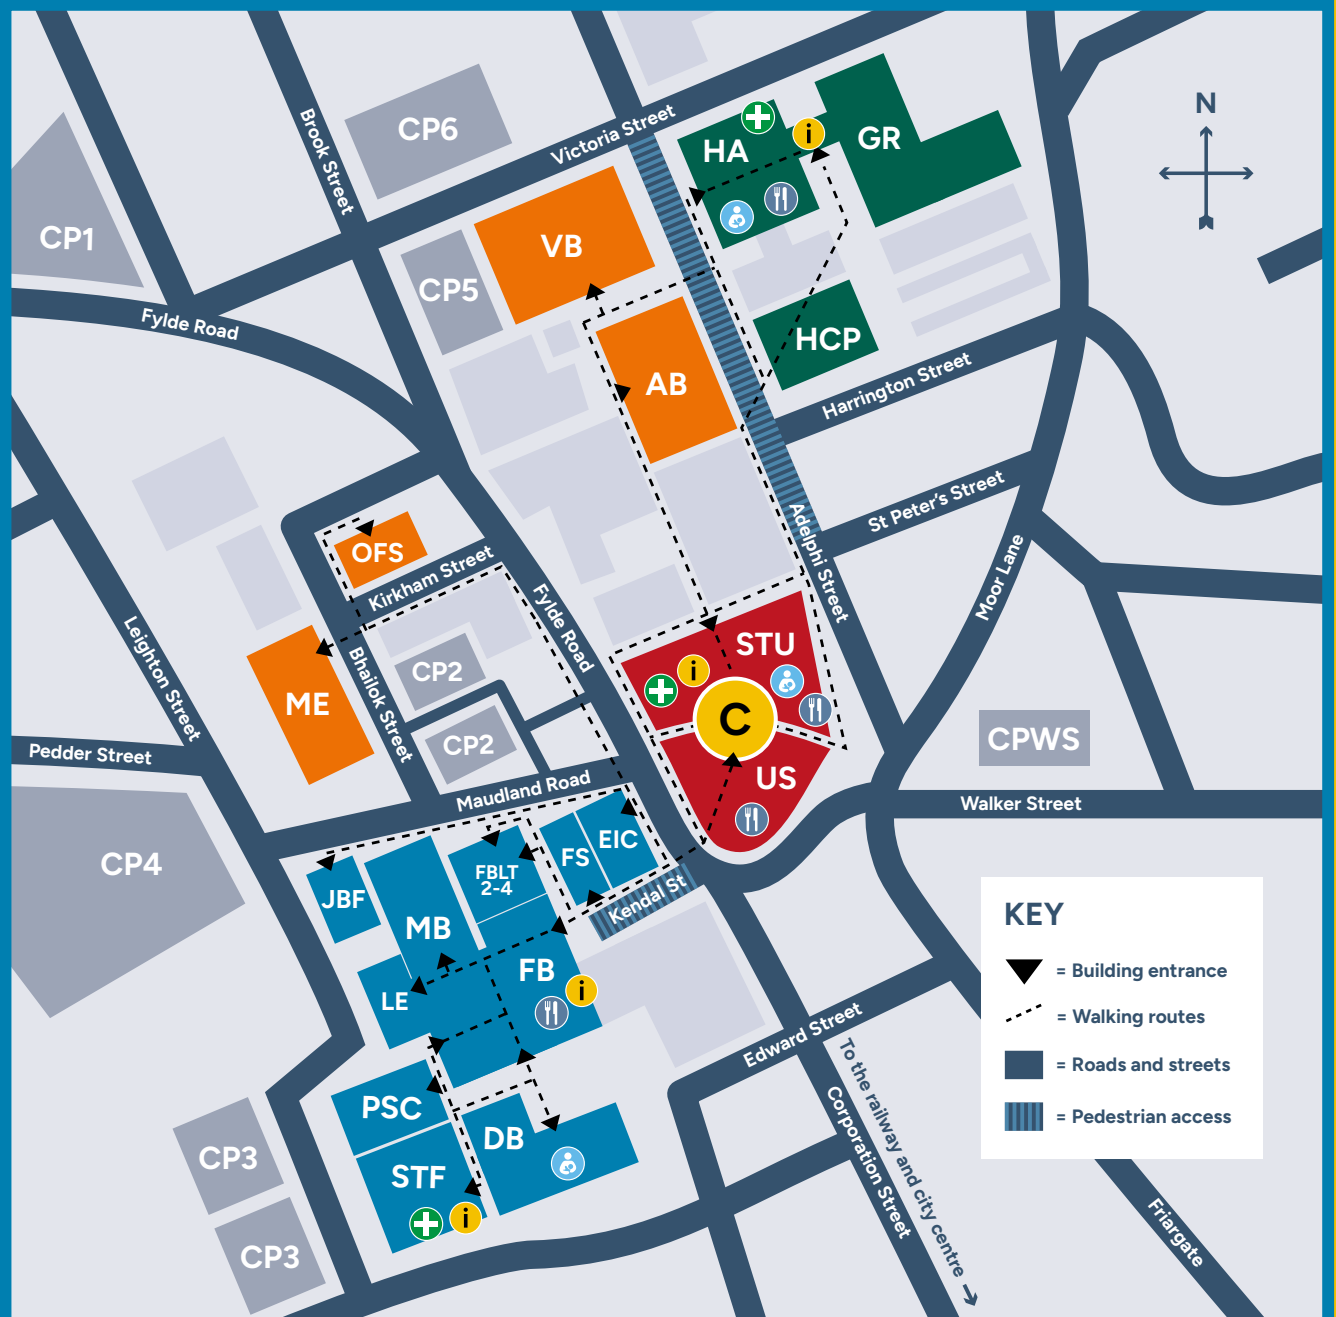 N
Brook Street
CP6
Victoria Street
HA
i
GR
CP1
VB
CP5
Fylde Road
HCP
AB
Harrington Street
St Peter's Street
Adelphi Street
OFS
Kirkham Street
Fylde Road
Moor Lane
Leighton Street
ME
Bhailok Street
CP2
CP2
STU
i
C
US
CPWS
Pedder Street
Maudland Road
Walker Street
CP4
JBF
MB
FBLT
2-4
FS
EIC
Kendal St
LE
FB
i
Edward Street
To the railway and city centre
Corporation Street
PSC
DB
STF
i
CP3
CP3
Friargate
KEY
= Building entrance
= Walking routes
= Roads and streets
= Pedestrian access